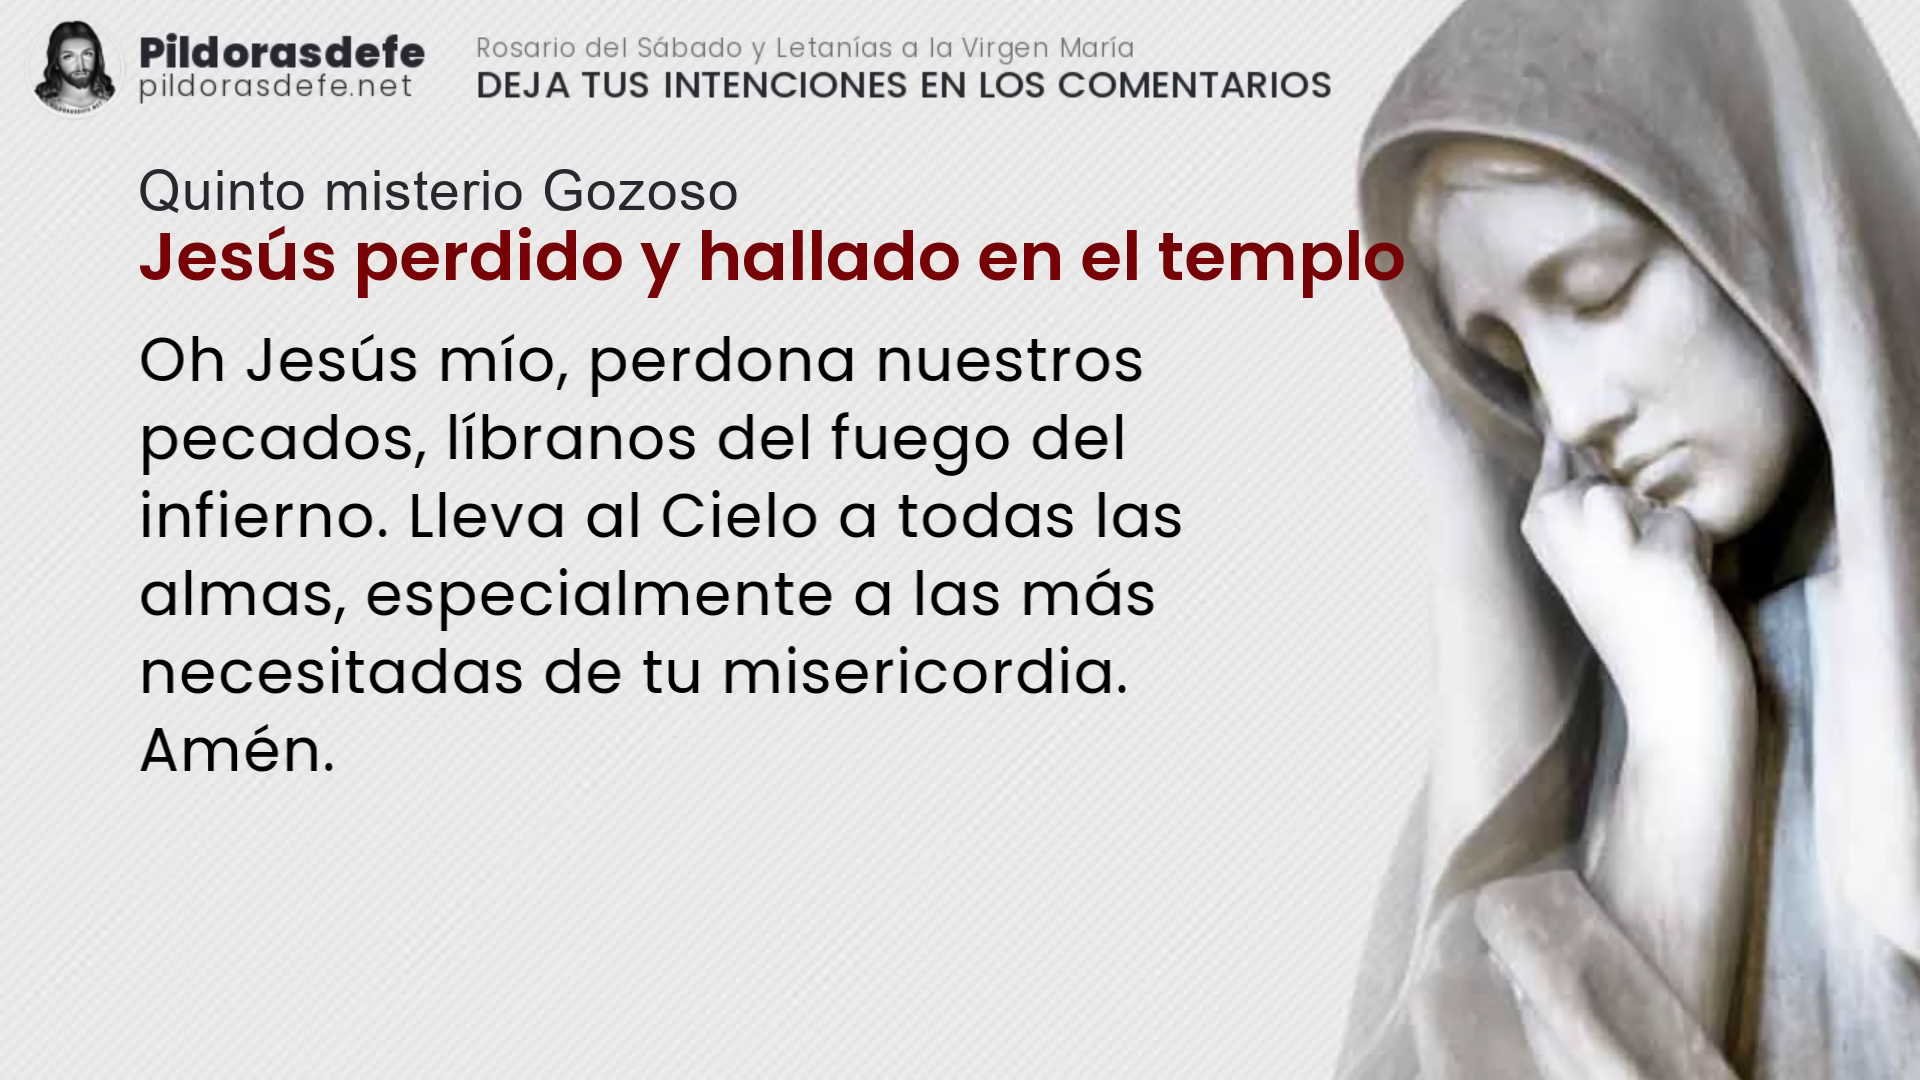 Pildorasdefe
pildorasdefe.net
Rosario del Sábado y Letanías a la Virgen María
DEJA TUS INTENCIONES EN LOS COMENTARIOS
Quinto misterio Gozoso
Jesús perdido y hallado en el templo
Oh Jesús mío, perdona nuestros
pecados, líbranos del fuego del
infierno. Lleva al Cielo a todas las
almas, especialmente a las más
necesitadas de tu misericordia.
Amén.